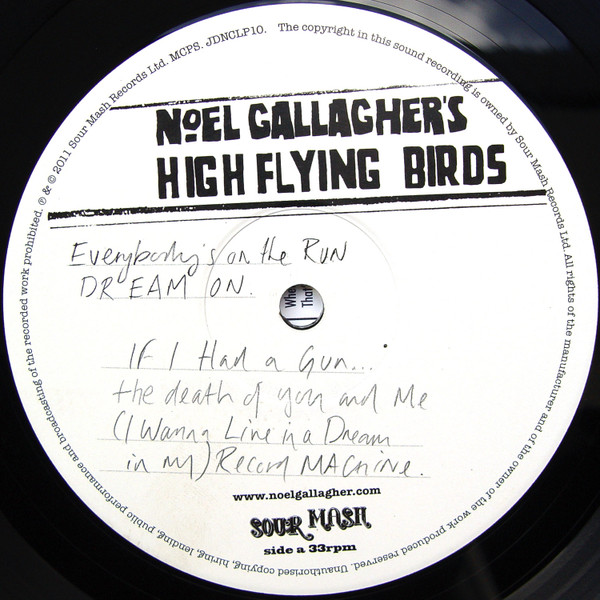 ℗ & © 2011 Sour Mash Records Ltd. MCPS. JDNCLP10. The copyright in this sound recording is owned by Sour Mash Records Ltd. All rights of the manufacturer and of the owner of the work produced reserved. Unauthorised copying, hiring, lending, public performance and broadcasting of the recorded work prohibited.
NOEL GALLAGHER'S
HIGH FLYING BIRDS
Everybody's on the RUN
DREAM ON.
Who
That
IF I Had a Gun...
the death of you and Me
(I Wanna Live in a Dream
in my) Record MACHINE.
www.noelgallagher.com
SOUR MASH
side a 33rpm